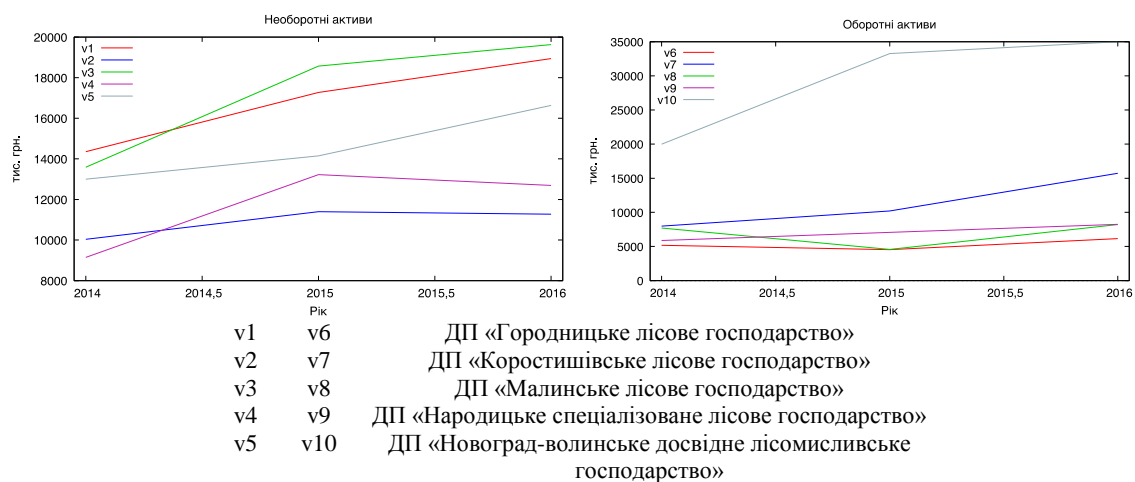 Необоротні активи
20000
18000
16000
14000
12000
10000
8000
тис. грн.
v1
v2
v3
v4
v5
2014
2014,5
2015
2015,5
2016
Рік
Оборотні активи
35000
30000
25000
20000
15000
10000
5000
0
тис. грн.
v6
v7
v8
v9
v10
2014
2014,5
2015
2015,5
2016
Рік
v1 v6 ДП «Городницьке лісове господарство»
v2 v7 ДП «Коростишівське лісове господарство»
v3 v8 ДП «Малинське лісове господарство»
v4 v9 ДП «Народицьке спеціалізоване лісове господарство»
v5 v10 ДП «Новоград-волинське досвідне лісомисливське
господарство»